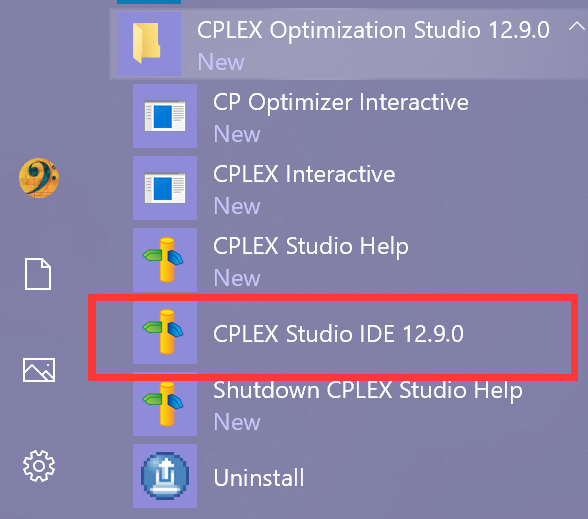 CPLEX Optimization Studio 12.9.0
New
CP Optimizer Interactive
New
CPLEX Interactive
New
CPLEX Studio Help
New
CPLEX Studio IDE 12.9.0
Shutdown CPLEX Studio Help
New
Uninstall